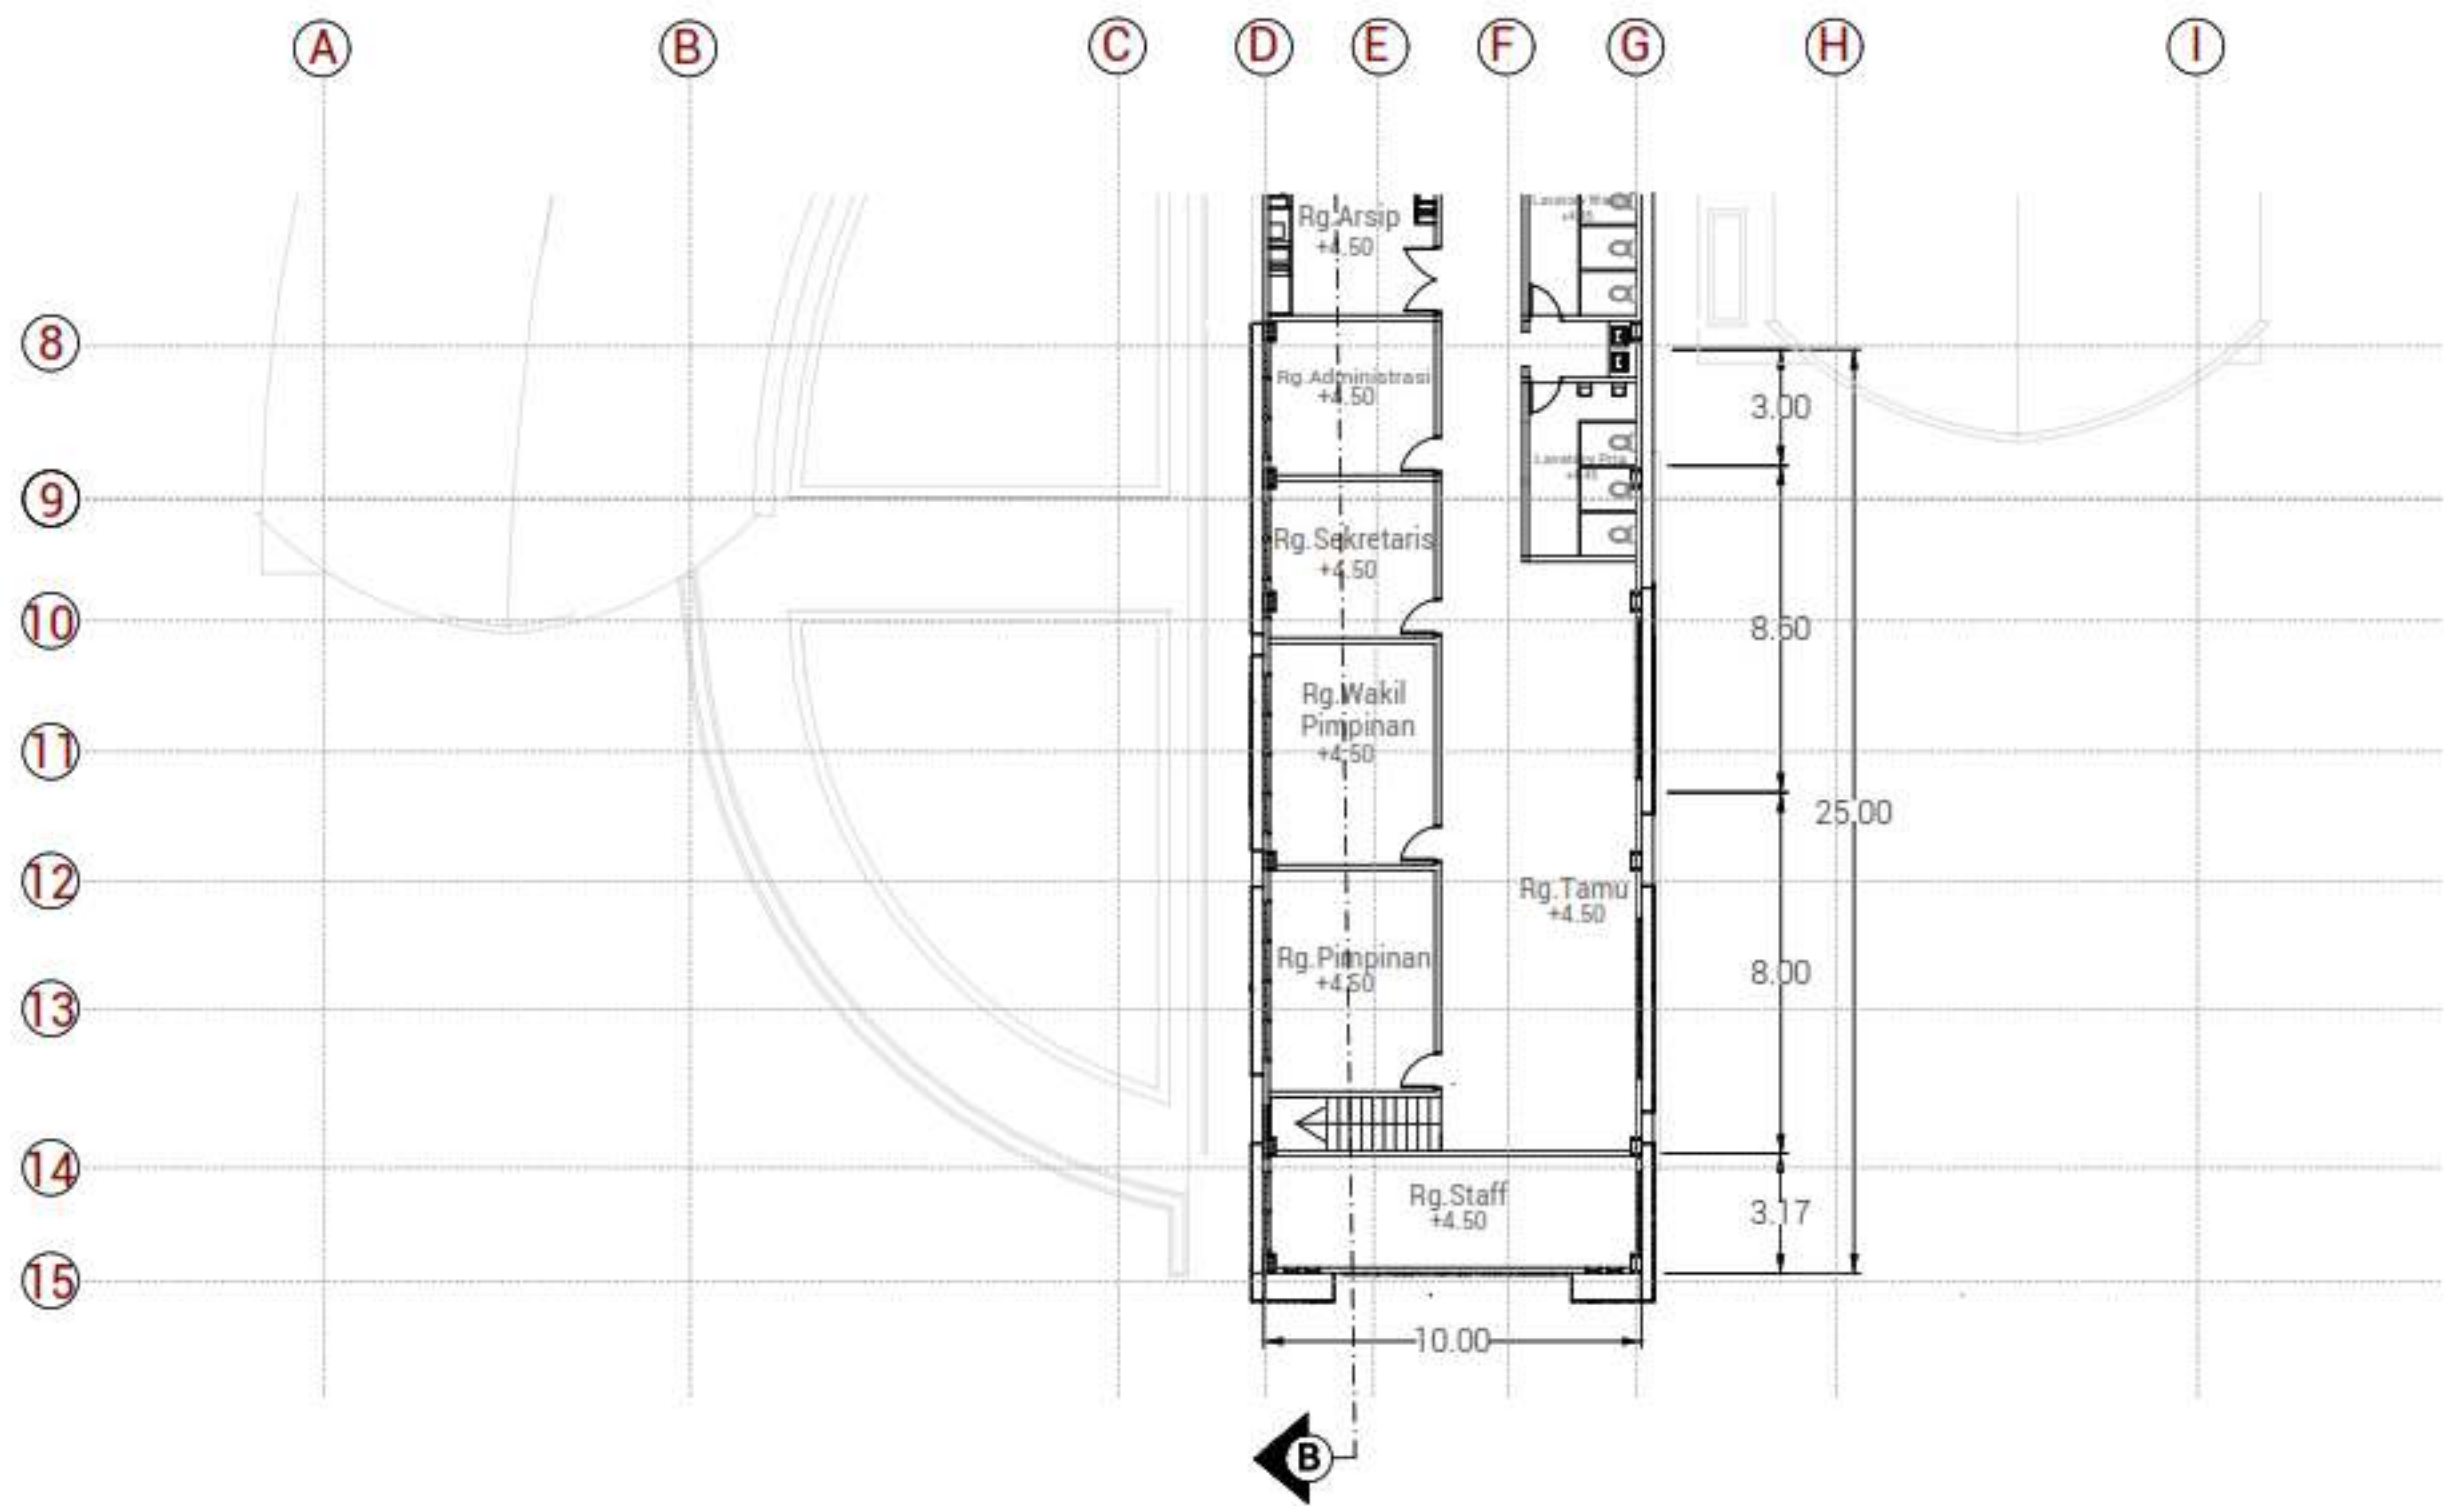 A B C D E F G H I
Rg.Arsip
+4.50
8
Rg.Administrasi
+4.50
3.00
9
Rg.Sekretaris
+4.50
10
8.50
Rg.Wakil
Pimpinan
+4.50
11
25.00
12
Rg.Tamu
+4.50
Rg.Pimpinan
+4.50
8.00
13
14
Rg.Staff
+4.50
3.17
15
10.00
B